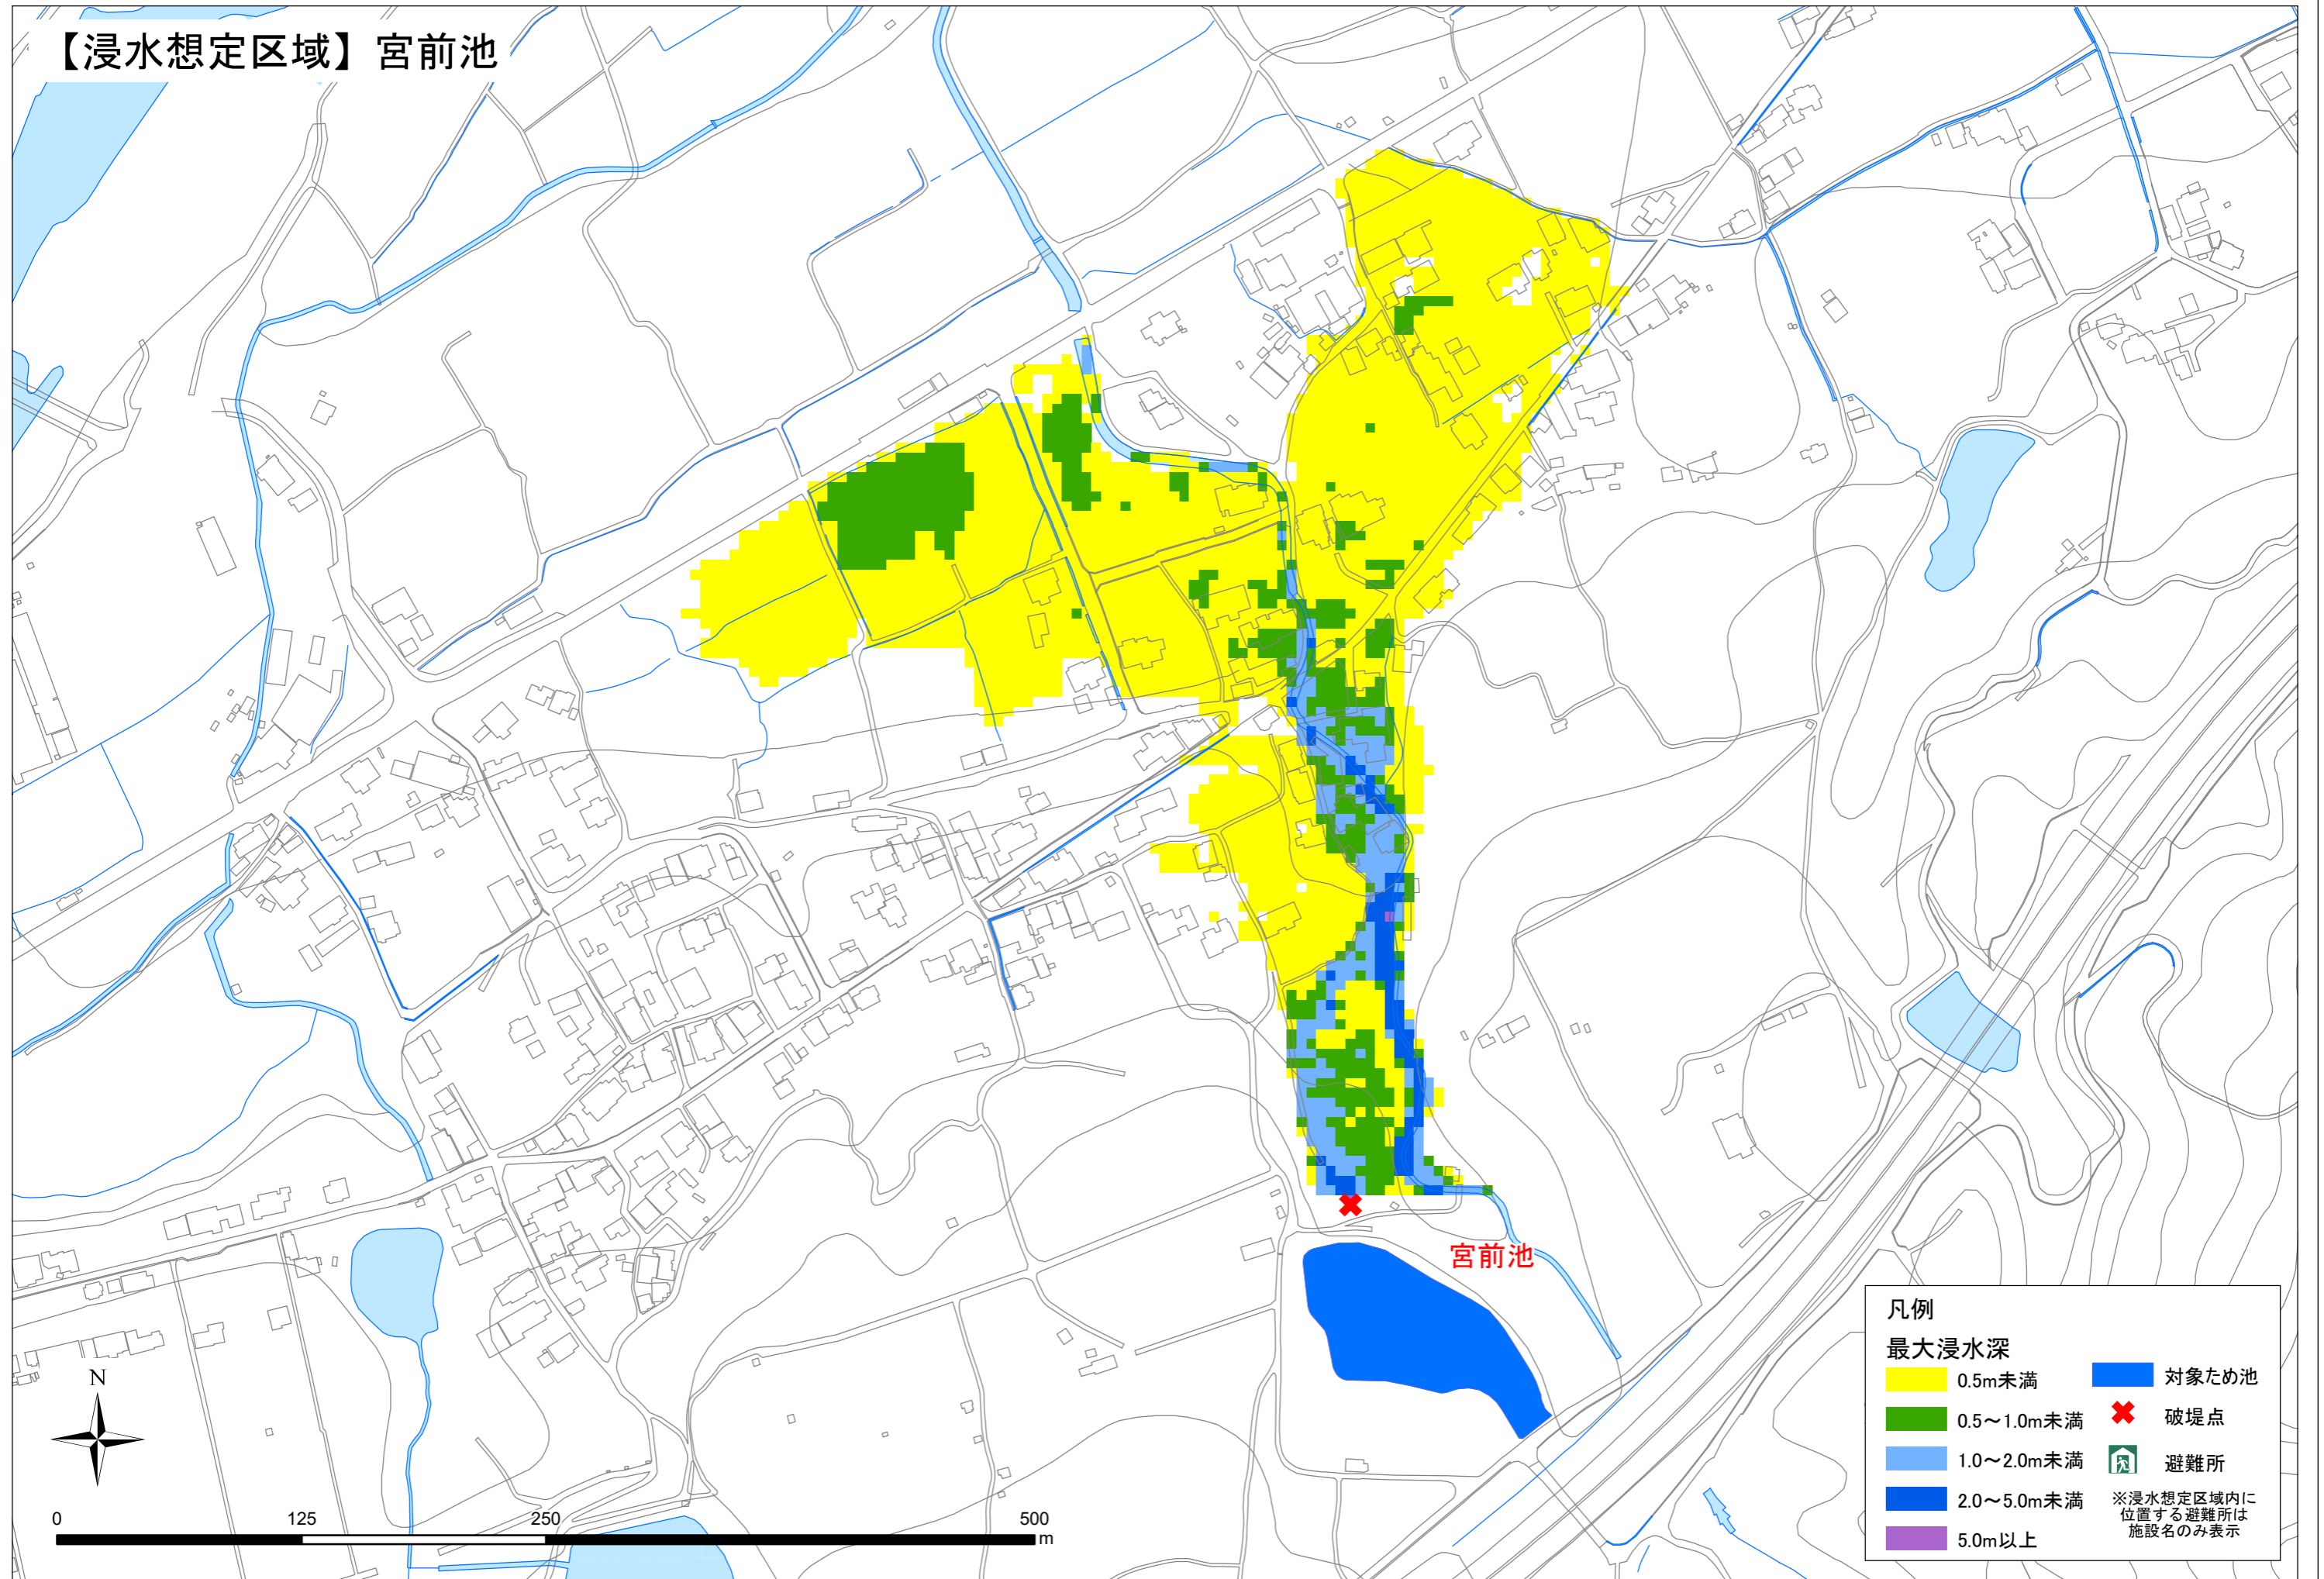 【浸水想定区域】宮前池
宮前池
N
0 125 250 500
m
凡例
最大浸水深
0.5m未満
0.5～1.0m未満
1.0～2.0m未満
2.0～5.0m未満
5.0m以上
対象ため池
破堤点
避難所
※浸水想定区域内に
位置する避難所は
施設名のみ表示